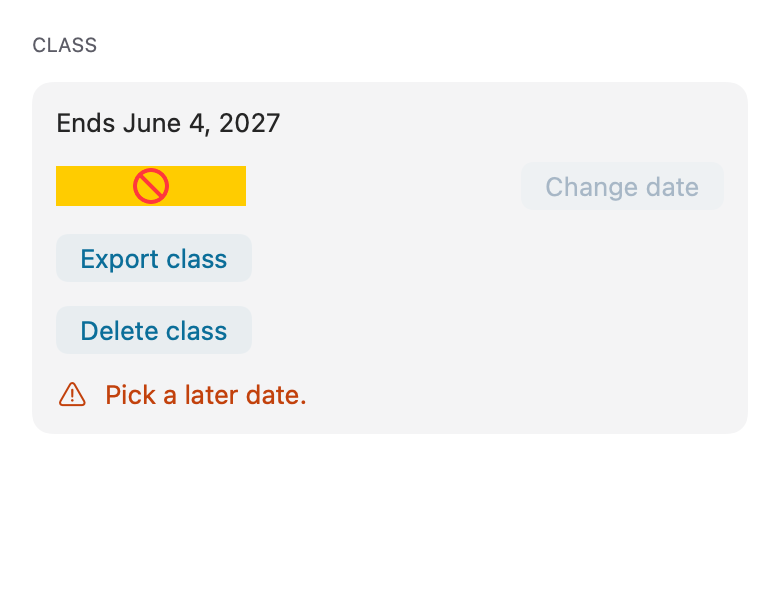 CLASS
Ends June 4, 2027
Change date
Export class
Delete class
Pick a later date.